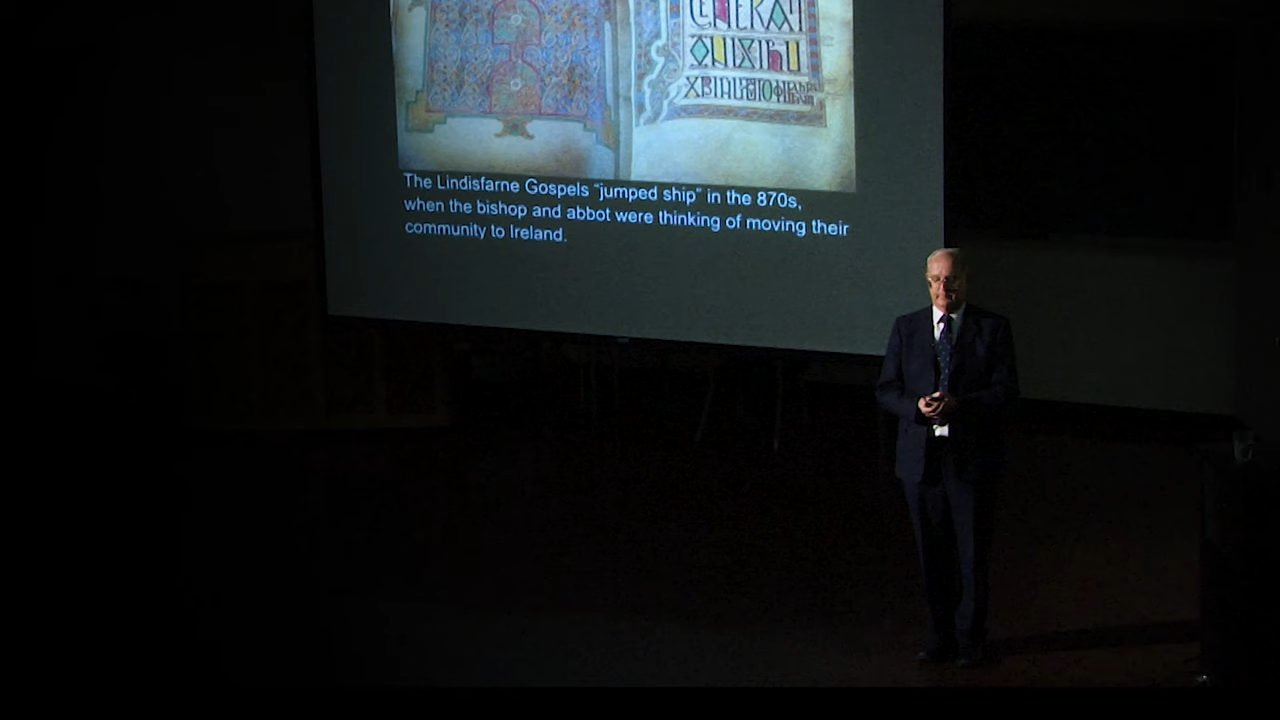 The Lindisfarne Gospels “jumped ship” in the 870s,
when the bishop and abbot were thinking of moving their
community to Ireland.